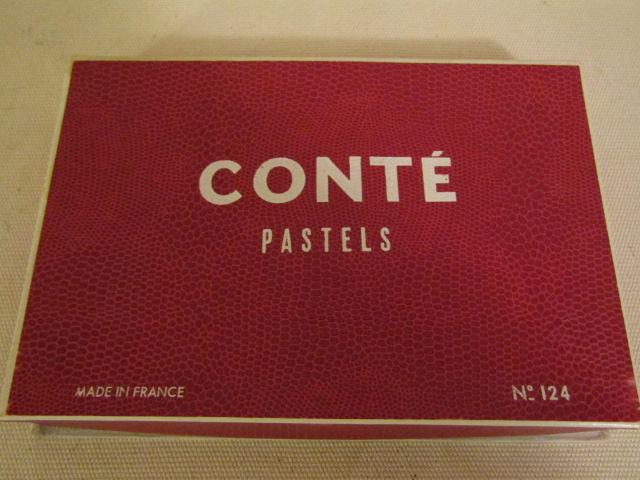 CONTÉ
PASTELS
MADE IN FRANCE
Nº 124